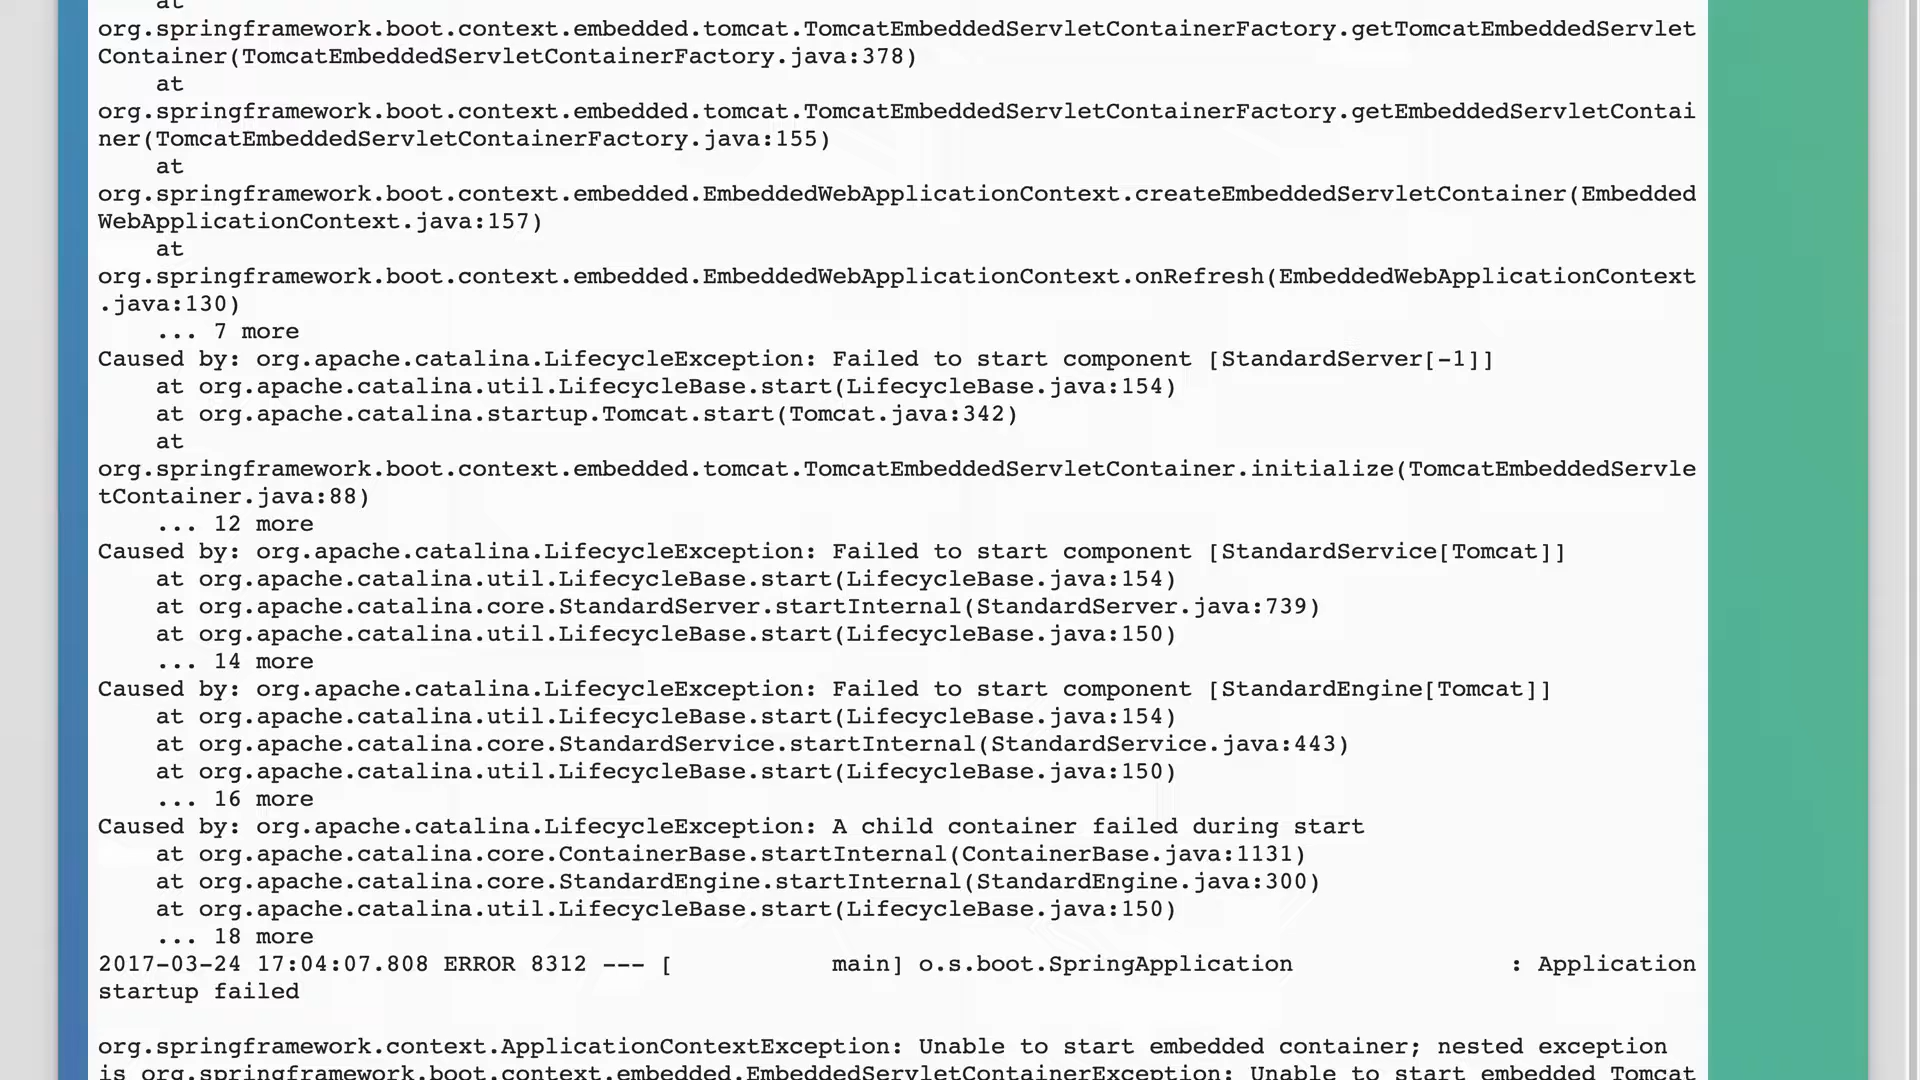 at
org.springframework.boot.context.embedded.tomcat.TomcatEmbeddedServletContainerFactory.getTomcatEmbeddedServlet
Container(TomcatEmbeddedServletContainerFactory.java:378)
at
org.springframework.boot.context.embedded.tomcat.TomcatEmbeddedServletContainerFactory.getEmbeddedServletContai
ner(TomcatEmbeddedServletContainerFactory.java:155)
at
org.springframework.boot.context.embedded.EmbeddedWebApplicationContext.createEmbeddedServletContainer(Embedded
WebApplicationContext.java:157)
at
org.springframework.boot.context.embedded.EmbeddedWebApplicationContext.onRefresh(EmbeddedWebApplicationContext
.java:130)
... 7 more
Caused by: org.apache.catalina.LifecycleException: Failed to start component [StandardServer[-1]]
at org.apache.catalina.util.LifecycleBase.start(LifecycleBase.java:154)
at org.apache.catalina.startup.Tomcat.start(Tomcat.java:342)
at
org.springframework.boot.context.embedded.tomcat.TomcatEmbeddedServletContainer.initialize(TomcatEmbeddedServle
tContainer.java:88)
... 12 more
Caused by: org.apache.catalina.LifecycleException: Failed to start component [StandardService[Tomcat]]
at org.apache.catalina.util.LifecycleBase.start(LifecycleBase.java:154)
at org.apache.catalina.core.StandardServer.startInternal(StandardServer.java:739)
at org.apache.catalina.util.LifecycleBase.start(LifecycleBase.java:150)
... 14 more
Caused by: org.apache.catalina.LifecycleException: Failed to start component [StandardEngine[Tomcat]]
at org.apache.catalina.util.LifecycleBase.start(LifecycleBase.java:154)
at org.apache.catalina.core.StandardService.startInternal(StandardService.java:443)
at org.apache.catalina.util.LifecycleBase.start(LifecycleBase.java:150)
... 16 more
Caused by: org.apache.catalina.LifecycleException: A child container failed during start
at org.apache.catalina.core.ContainerBase.startInternal(ContainerBase.java:1131)
at org.apache.catalina.core.StandardEngine.startInternal(StandardEngine.java:300)
at org.apache.catalina.util.LifecycleBase.start(LifecycleBase.java:150)
... 18 more
2017-03-24 17:04:07.808 ERROR 8312 --- [           main] o.s.boot.SpringApplication               : Application
startup failed
org.springframework.context.ApplicationContextException: Unable to start embedded container; nested exception
is org.springframework.boot.context.embedded.EmbeddedServletContainerException: Unable to start embedded Tomcat